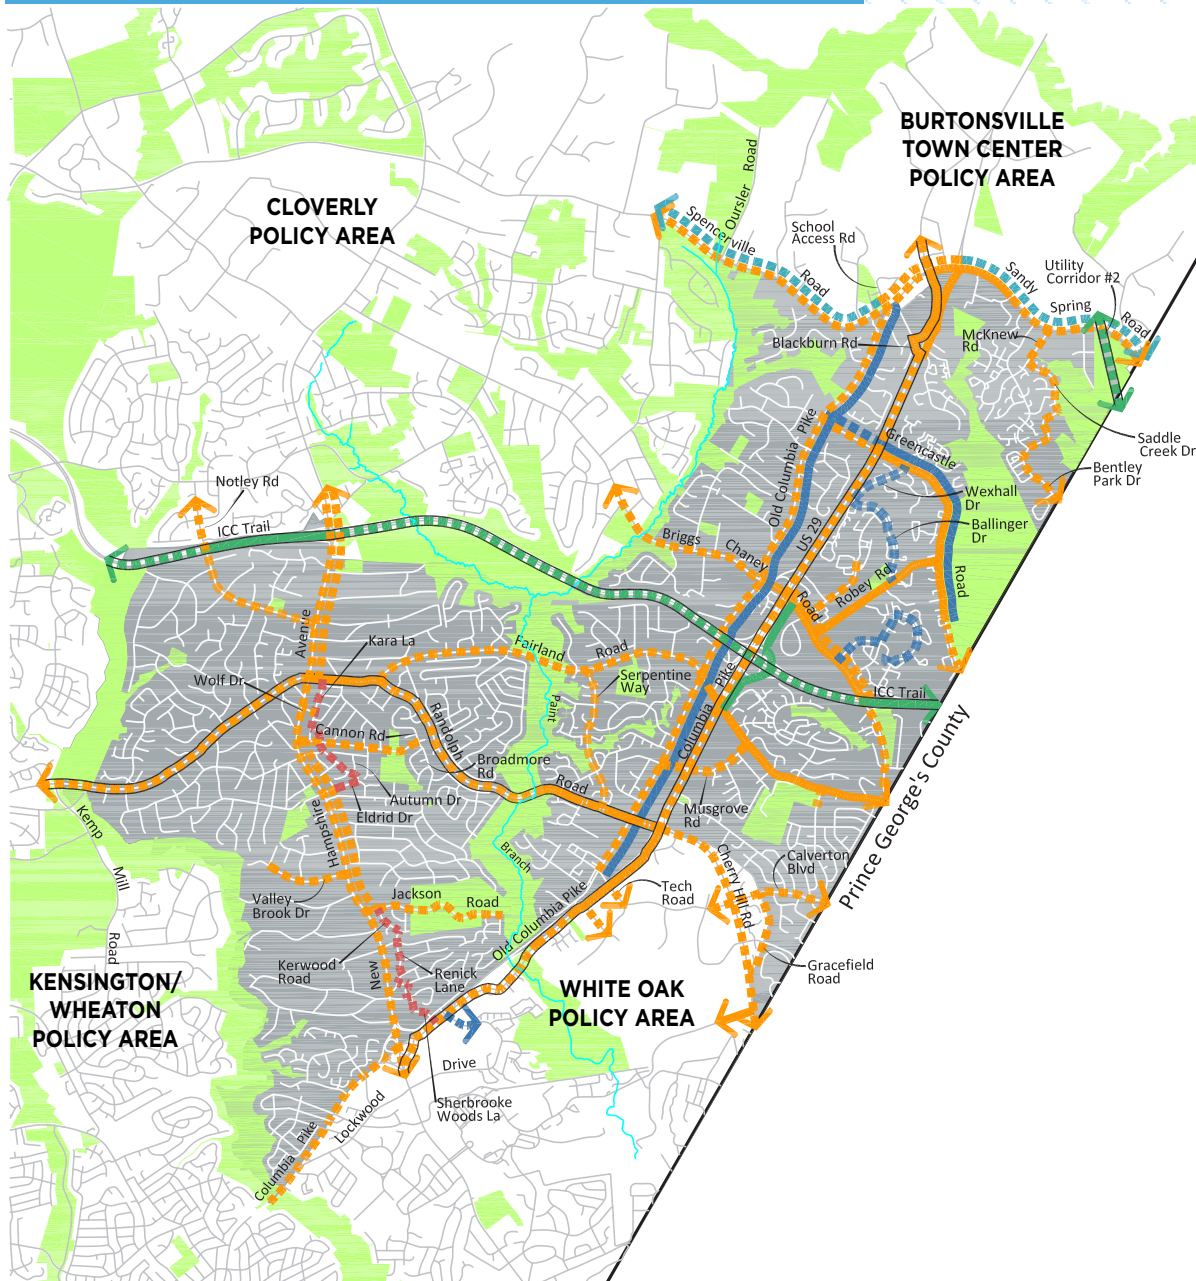 BURTONSVILLE
TOWN CENTER
POLICY AREA
CLOVERLY
POLICY AREA
Oursler Road
Spencerville
Road
School
Access Rd
Sandy
Spring
Road
Utility
Corridor #2
Blackburn Rd
McKnew
Rd
Saddle
Creek Dr
Bentley
Park Dr
Old Columbia Pike
Greencastle
Road
Wexhall
Dr
Ballinger
Dr
US 29
Notley Rd
ICC Trail
Briggs
Chaney
Road
Robey Rd
Avenue
Kara La
Fairland
Road
Serpentine
Way
Wolf Dr
Paint
Branch
Columbia
Pike
ICC Trail
Cannon Rd
Randolph
Road
Broadmore
Rd
Autumn Dr
Eldrid Dr
Musgrove
Rd
Prince George's County
Kemp
Mill
Road
Hampshire
Calverton
Blvd
Cherry Hill Rd
Valley
Brook Dr
Jackson
Road
Tech
Road
Old Columbia Pike
Kerwood
Road
New
Renick
Lane
Gracefield
Road
KENSINGTON/
WHEATON
POLICY AREA
WHITE OAK
POLICY AREA
Drive
Lockwood
Sherbrooke
Woods La
Columbia Pike